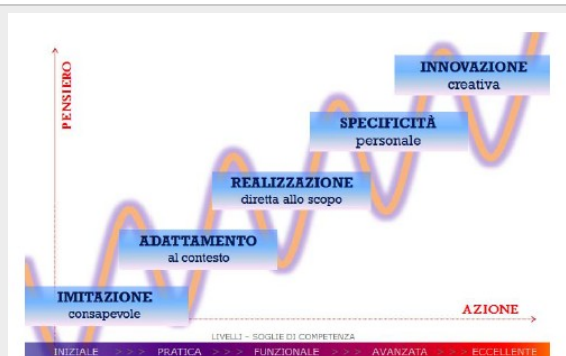 PENSIERO
INNOVAZIONE
creativa
SPECIFICITÀ
personale
REALIZZAZIONE
diretta allo scopo
ADATTAMENTO
al contesto
IMITAZIONE
consapevole
AZIONE
LIVELLI – SOGLIE DI COMPETENZA
INIZIALE >>> PRATICA >>> FUNZIONALE >>> AVANZATA >>> ECCELLENTE